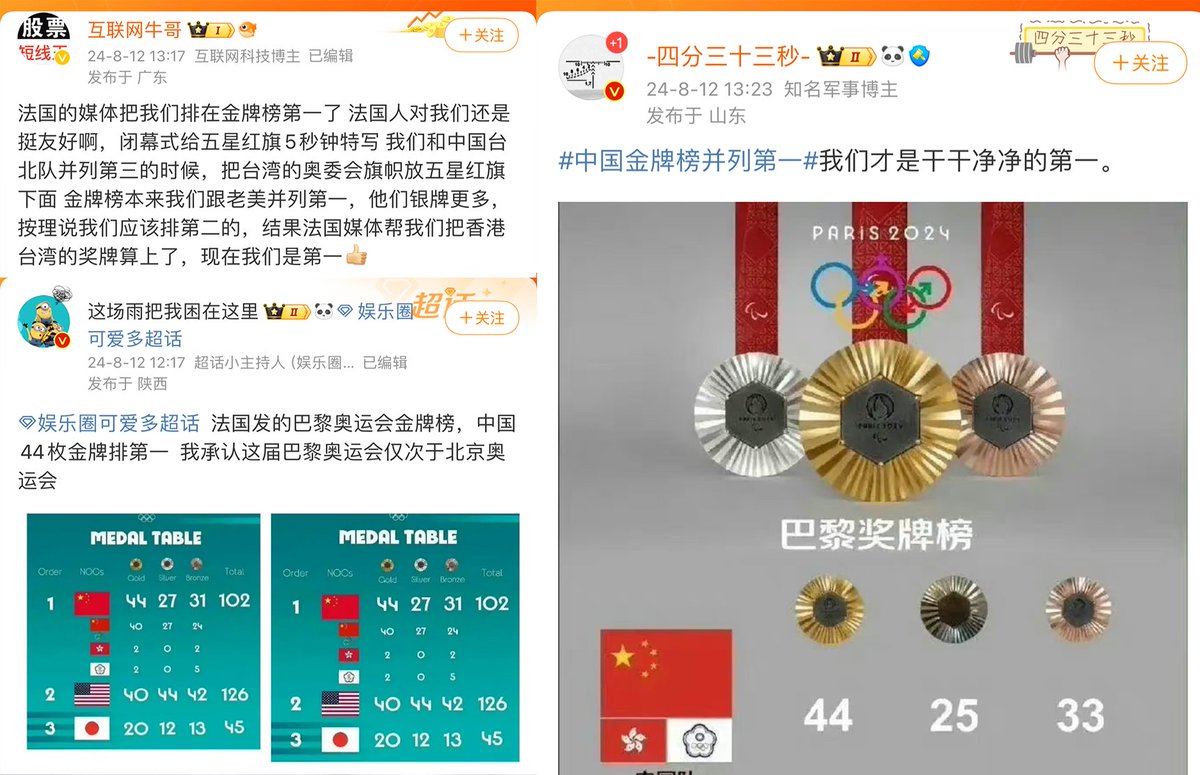 股票
短线王
互联网牛哥
I
+关注
24-8-12 13:17 互联网科技博主 已编辑
发布于 广东
法国的媒体把我们排在金牌榜第一了 法国人对我们还是
挺友好啊，闭幕式给五星红旗5秒钟特写 我们和中国台
北队并列第三的时候，把台湾的奥委会旗帜放五星红旗
下面 金牌榜本来我们跟老美并列第一，他们银牌更多，
按理说我们应该排第二的，结果法国媒体帮我们把香港
台湾的奖牌算上了，现在我们是第一👍
这场雨把我困在这里
II
娱乐圈
超话
+关注
可爱多超话
24-8-12 12:17 超话小主持人 (娱乐圈... 已编辑
发布于 陕西
娱乐圈可爱多超话 法国发的巴黎奥运会金牌榜，中国
44枚金牌排第一 我承认这届巴黎奥运会仅次于北京奥
运会
MEDAL TABLE
Order NOCs Gold Silver Bronze Total
1 44 27 31 102
40 27 24
2 0 2
2 0 5
2 40 44 42 126
3 20 12 13 45
MEDAL TABLE
Order NOCs Gold Silver Bronze Total
1 44 27 31 102
40 27 24
2 0 2
2 0 5
2 40 44 42 126
3 20 12 13 45
+1
-四分三十三秒-
II
四分三十三秒
+关注
24-8-12 13:23 知名军事博主
发布于 山东
#中国金牌榜并列第一#我们才是干干净净的第一。
PARIS 2024
PARIS 2024
PARIS 2024
PARIS 2024
巴黎奖牌榜
44 25 33